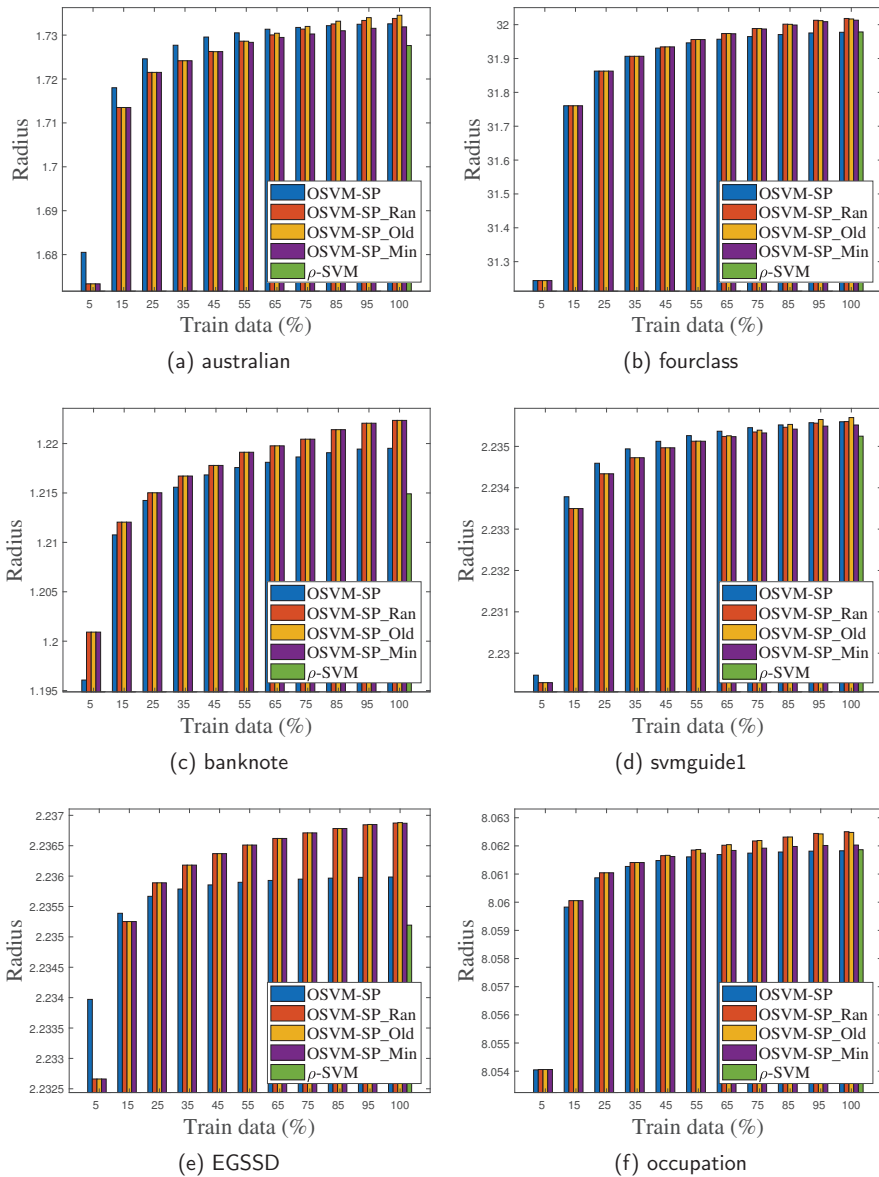 1.73
1.72
1.71
1.7
1.69
1.68
Radius
OSVM-SP
OSVM-SP_Ran
OSVM-SP_Old
OSVM-SP_Min
ρ-SVM
5 15 25 35 45 55 65 75 85 95 100
Train data (%)
(a) australian
32
31.9
31.8
31.7
31.6
31.5
31.4
31.3
Radius
OSVM-SP
OSVM-SP_Ran
OSVM-SP_Old
OSVM-SP_Min
ρ-SVM
5 15 25 35 45 55 65 75 85 95 100
Train data (%)
(b) fourclass
1.22
1.215
1.21
1.205
1.2
1.195
Radius
OSVM-SP
OSVM-SP_Ran
OSVM-SP_Old
OSVM-SP_Min
ρ-SVM
5 15 25 35 45 55 65 75 85 95 100
Train data (%)
(c) banknote
2.235
2.234
2.233
2.232
2.231
2.23
Radius
OSVM-SP
OSVM-SP_Ran
OSVM-SP_Old
OSVM-SP_Min
ρ-SVM
5 15 25 35 45 55 65 75 85 95 100
Train data (%)
(d) svmguide1
2.237
2.2365
2.236
2.2355
2.235
2.2345
2.234
2.2335
2.233
2.2325
Radius
OSVM-SP
OSVM-SP_Ran
OSVM-SP_Old
OSVM-SP_Min
ρ-SVM
5 15 25 35 45 55 65 75 85 95 100
Train data (%)
(e) EGSSD
8.063
8.062
8.061
8.06
8.059
8.058
8.057
8.056
8.055
8.054
Radius
OSVM-SP
OSVM-SP_Ran
OSVM-SP_Old
OSVM-SP_Min
ρ-SVM
5 15 25 35 45 55 65 75 85 95 100
Train data (%)
(f) occupation